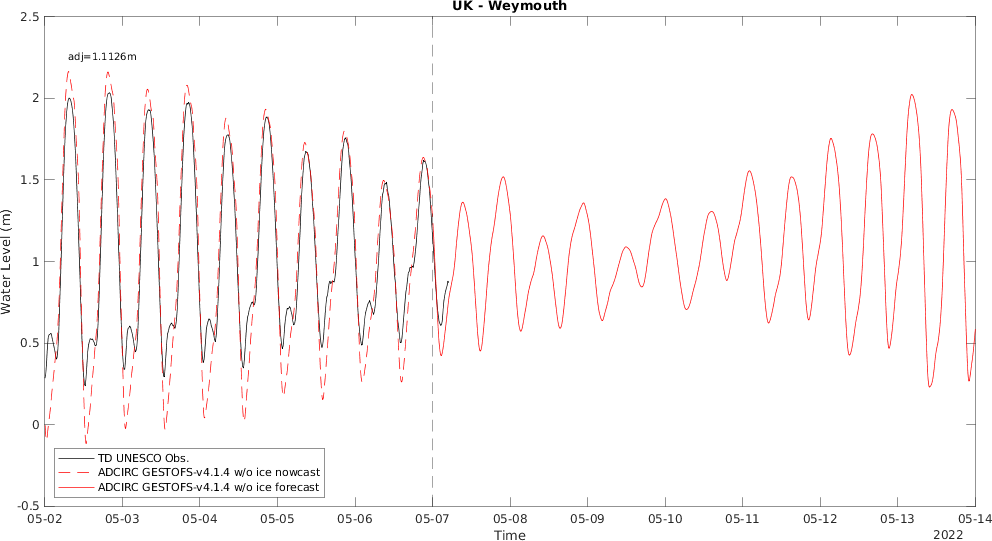 UK - Weymouth
2.5
adj=1.1126m
2
1.5
Water Level (m)
1
0.5
0
TD UNESCO Obs.
ADCIRC GESTOFS-v4.1.4 w/o ice nowcast
ADCIRC GESTOFS-v4.1.4 w/o ice forecast
-0.5
05-02 05-03 05-04 05-05 05-06 05-07 05-08 05-09 05-10 05-11 05-12 05-13 05-14
Time
2022